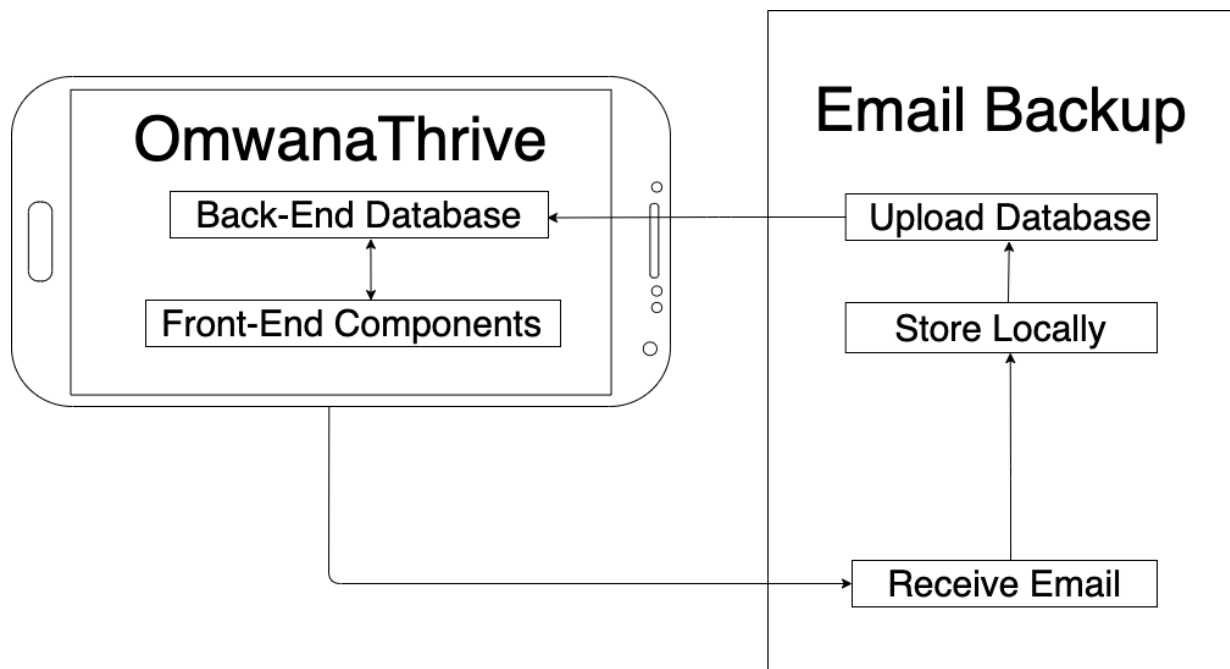 OmwanaThrive
Back-End Database
Front-End Components
Email Backup
Upload Database
Store Locally
Receive Email